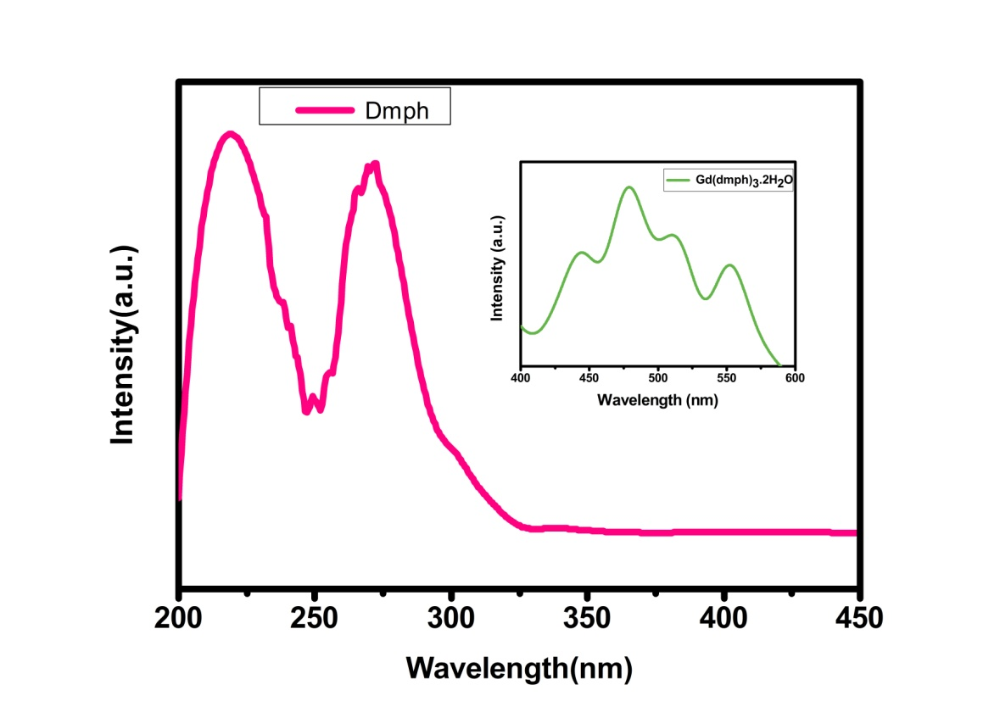 Dmph
Intensity(a.u.)
200 250 300 350 400 450
Wavelength(nm)
Gd(dmph)3.2H2O
Intensity (a.u.)
400 450 500 550 600
Wavelength (nm)